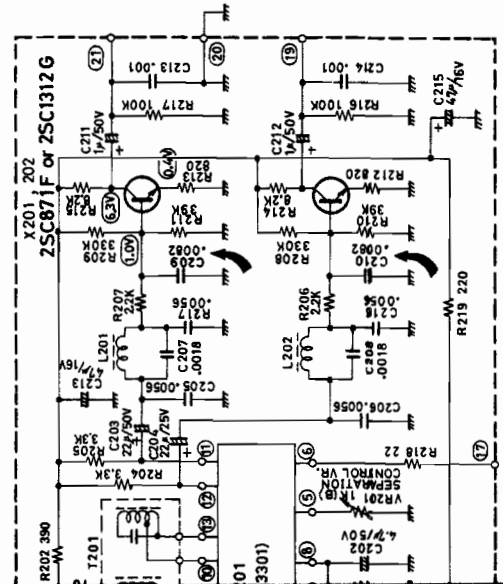 X201, 202
2SC871F or 2SC1312G
21
20
19
C213 .001
C214 .001
R217 100K
R216 100K
C215
47μ/16V
C211
1μ/50V
+
C212
1μ/50V
+
+
0.4V
820
R213
R212 820
8.2K
R215
6.3V
8.2K
R214
39K
R211
39K
R210
330K
R209
1.0V
330K
R208
.0082
C209
.0082
C210
R207
2.2K
R206
2.2K
220
R219
.0056
R217
.0056
C218
L201
C207
.0018
L202
C208
.0018
47μ/16V
C213
+
C205 .0056
C206 .0056
C203
22μ/50V
+
C204
22μ/25V
+
3.3K
R205
R204 3.3K
11
12
13
10
6
5
8
R218 22
17
SEPARATION
CONTROL VR.
VR201 1K(B)
4.7μ/50V
C202
+
R202 390
T201
01
3301)